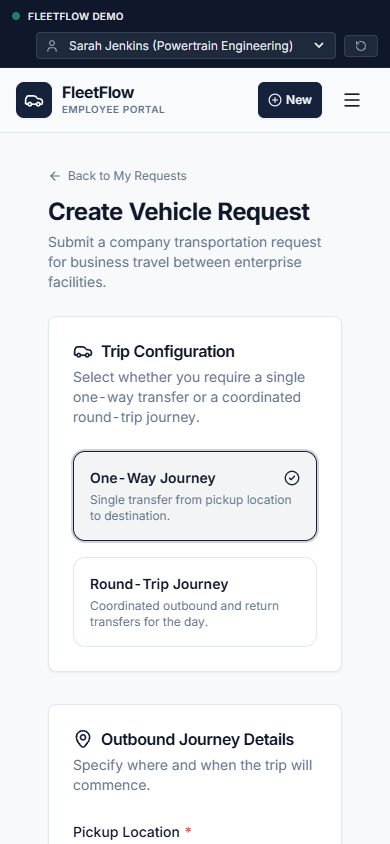 FLEETFLOW DEMO
Sarah Jenkins (Powertrain Engineering)
FleetFlow
EMPLOYEE PORTAL
New
Back to My Requests
Create Vehicle Request
Submit a company transportation request
for business travel between enterprise
facilities.
Trip Configuration
Select whether you require a single
one-way transfer or a coordinated
round-trip journey.
One-Way Journey
Single transfer from pickup location
to destination.
Round-Trip Journey
Coordinated outbound and return
transfers for the day.
Outbound Journey Details
Specify where and when the trip will
commence.
Pickup Location *